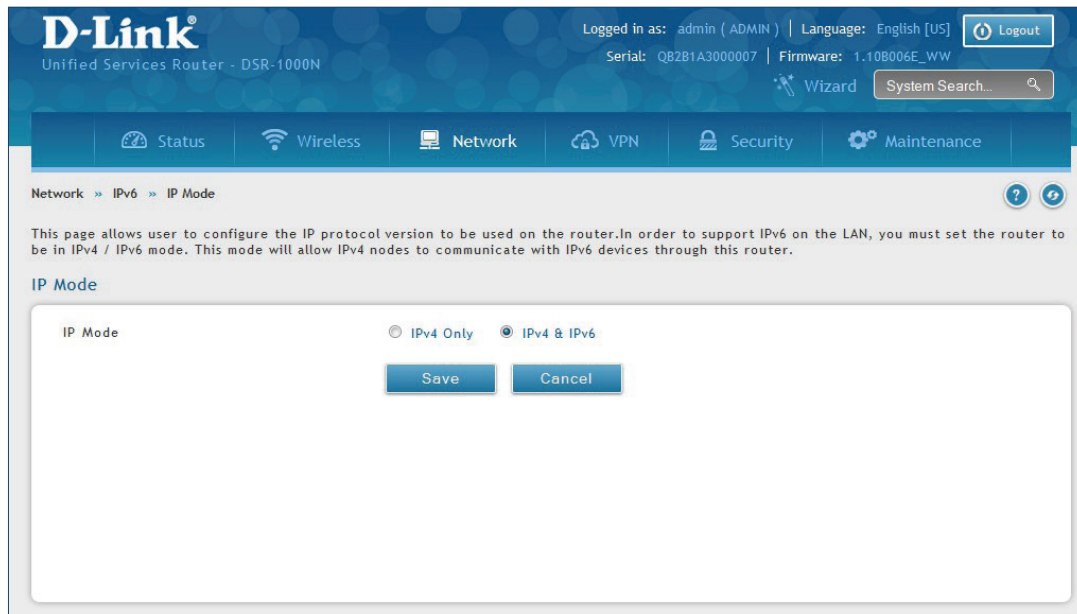 D-Link®
Unified Services Router - DSR-1000N
Logged in as: admin ( ADMIN ) | Language: English [US]
Logout
Serial: QB2B1A3000007 | Firmware: 1.10B006E_WW
Wizard
System Search...
Status
Wireless
Network
VPN
Security
Maintenance
Network » IPv6 » IP Mode
?
This page allows user to configure the IP protocol version to be used on the router.In order to support IPv6 on the LAN, you must set the router to
be in IPv4 / IPv6 mode. This mode will allow IPv4 nodes to communicate with IPv6 devices through this router.
IP Mode
IP Mode
IPv4 Only
IPv4 & IPv6
Save
Cancel